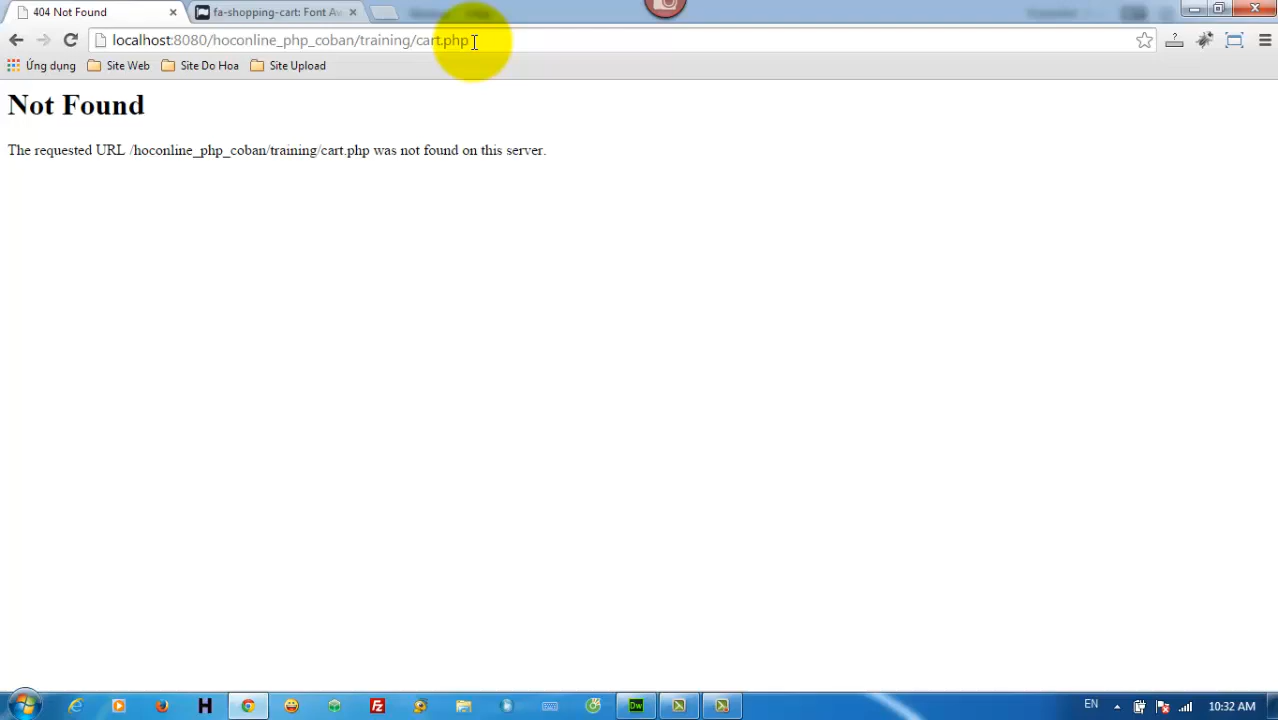 404 Not Found
fa-shopping-cart: Font Aw
localhost:8080/hoconline_php_coban/training/cart.php
Ứng dụng
Site Web
Site Do Hoa
Site Upload
Not Found
The requested URL /hoconline_php_coban/training/cart.php was not found on this server.
EN
10:32 AM